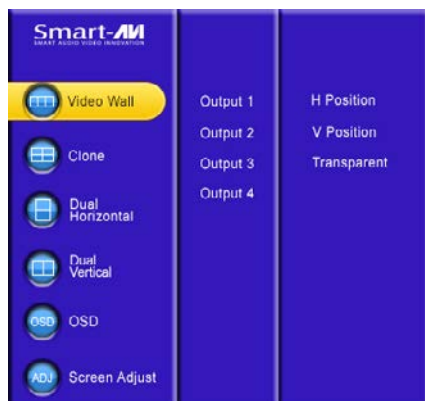 Smart-AVI
SMART AUDIO VIDEO INNOVATION
Video Wall
Clone
Dual
Horizontal
Dual
Vertical
OSD
OSD
ADJ
Screen Adjust
Output 1
Output 2
Output 3
Output 4
H Position
V Position
Transparent